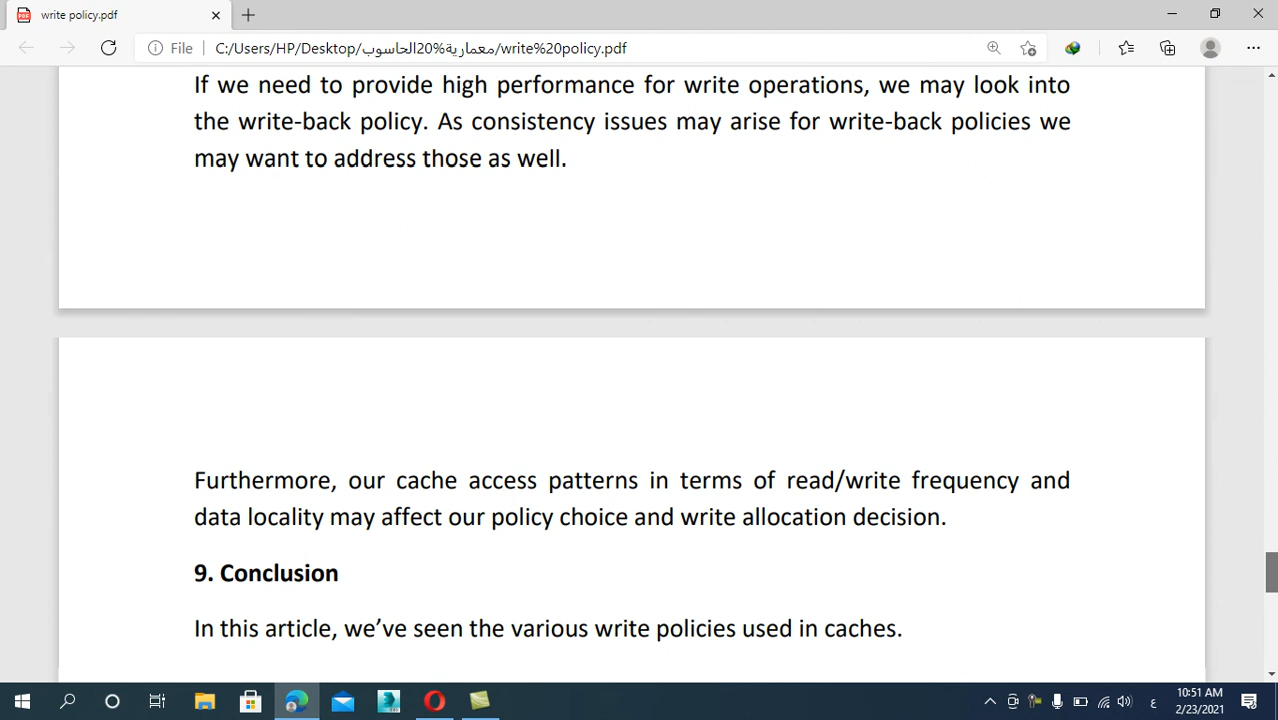 write policy.pdf
File
C:/Users/HP/Desktop/معمارية%20الحاسوب/write%20policy.pdf
If we need to provide high performance for write operations, we may look into
the write-back policy. As consistency issues may arise for write-back policies we
may want to address those as well.
Furthermore, our cache access patterns in terms of read/write frequency and
data locality may affect our policy choice and write allocation decision.
9. Conclusion
In this article, we’ve seen the various write policies used in caches.
ع
10:51 AM
2/23/2021